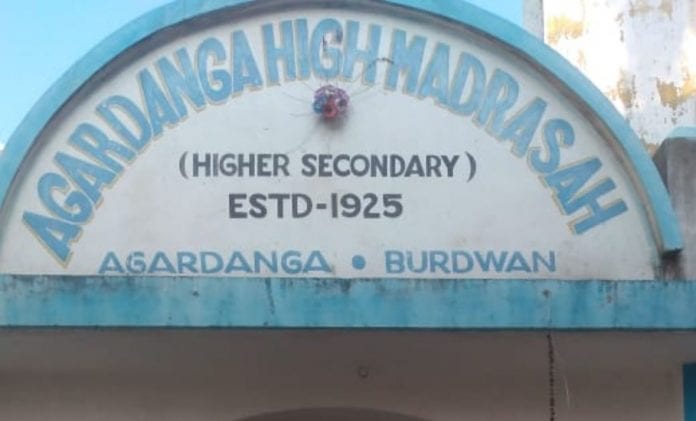 AGARDANGA HIGH MADRASAH
(HIGHER SECONDARY)
ESTD-1925
AGARDANGA • BURDWAN